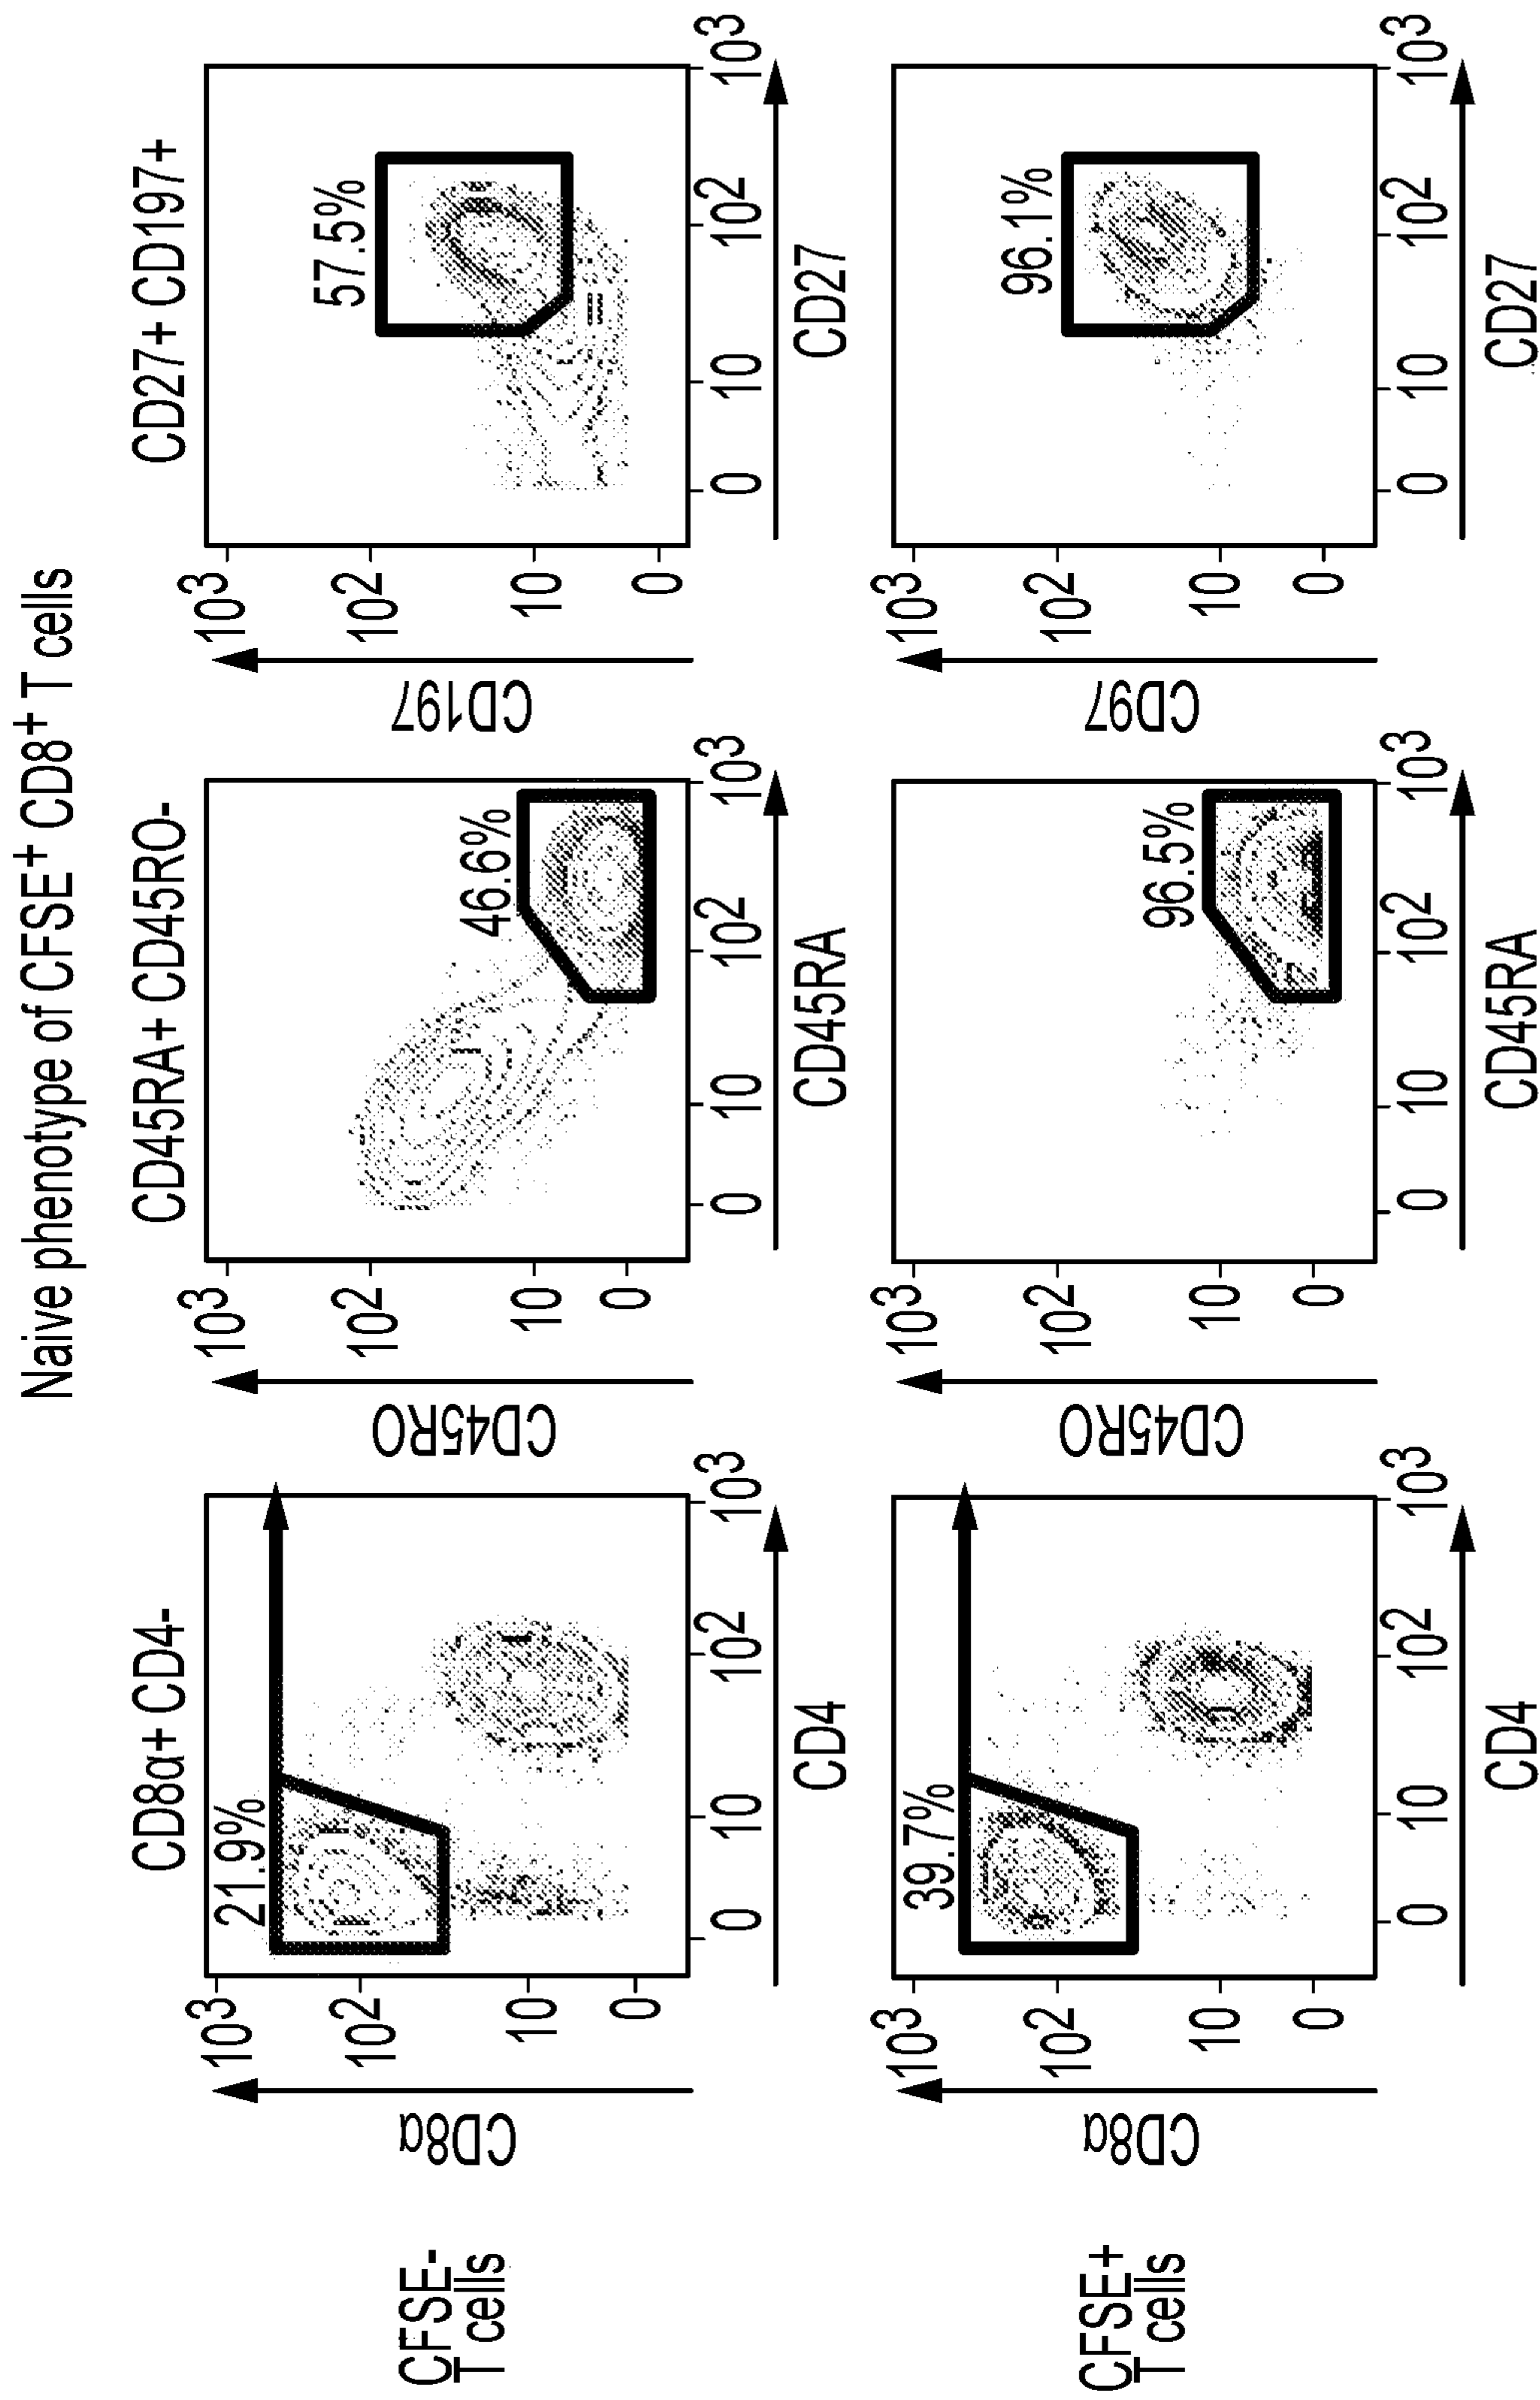 Naive phenotype of CFSE+ CD8+ T cells
CD8α+ CD4-
CD45RA+ CD45RO-
CD27+ CD197+
CFSE-
T cells
CD8α
10³
10²
10
0
21.9%
0
10
10²
10³
CD4
CD45RO
10³
10²
10
0
46.6%
0
10
10²
10³
CD45RA
CD197
10³
10²
10
0
57.5%
0
10
10²
10³
CD27
CFSE+
T cells
CD8α
10³
10²
10
0
39.7%
0
10
10²
10³
CD4
CD45RO
10³
10²
10
0
96.5%
0
10
10²
10³
CD45RA
CD97
10³
10²
10
0
96.1%
0
10
10²
10³
CD27